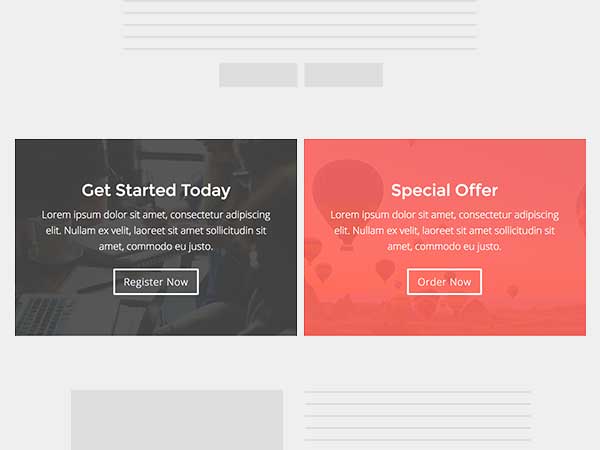 Get Started Today
Lorem ipsum dolor sit amet, consectetur adipiscing
elit. Nullam ex velit, laoreet sit amet sollicitudin sit
amet, commodo eu justo.
Register Now
Special Offer
Lorem ipsum dolor sit amet, consectetur adipiscing
elit. Nullam ex velit, laoreet sit amet sollicitudin sit
amet, commodo eu justo.
Order Now